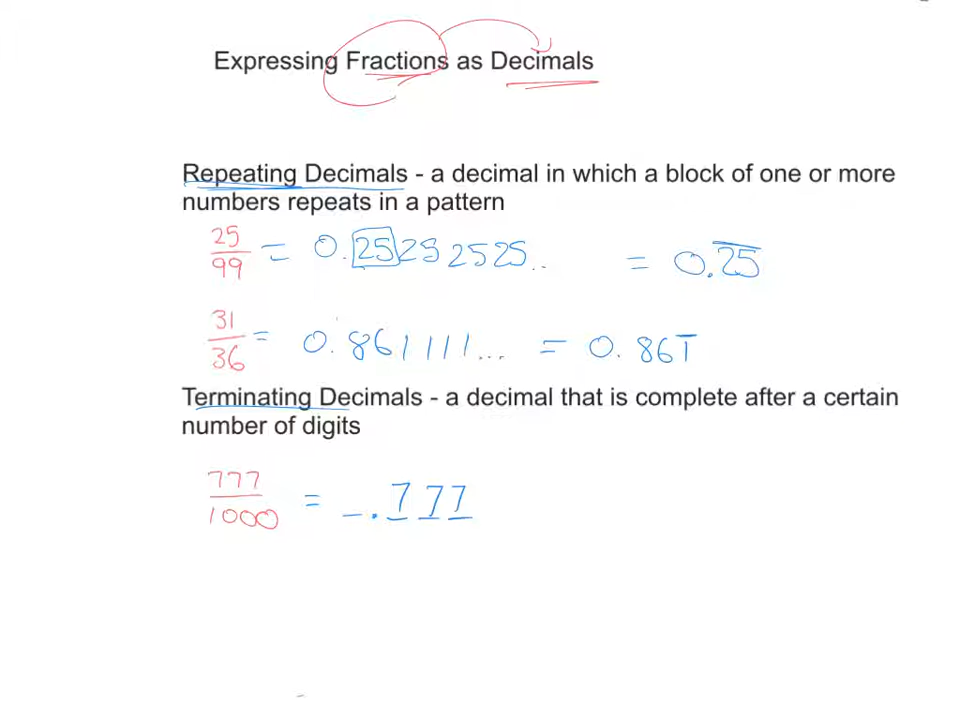 Expressing Fractions as Decimals
Repeating Decimals - a decimal in which a block of one or more
numbers repeats in a pattern
25/99 = 0.25252525.. = 0.2̅5̅
31/36 = 0.861111... = 0.861̅
Terminating Decimals - a decimal that is complete after a certain
number of digits
777/1000 = _.777